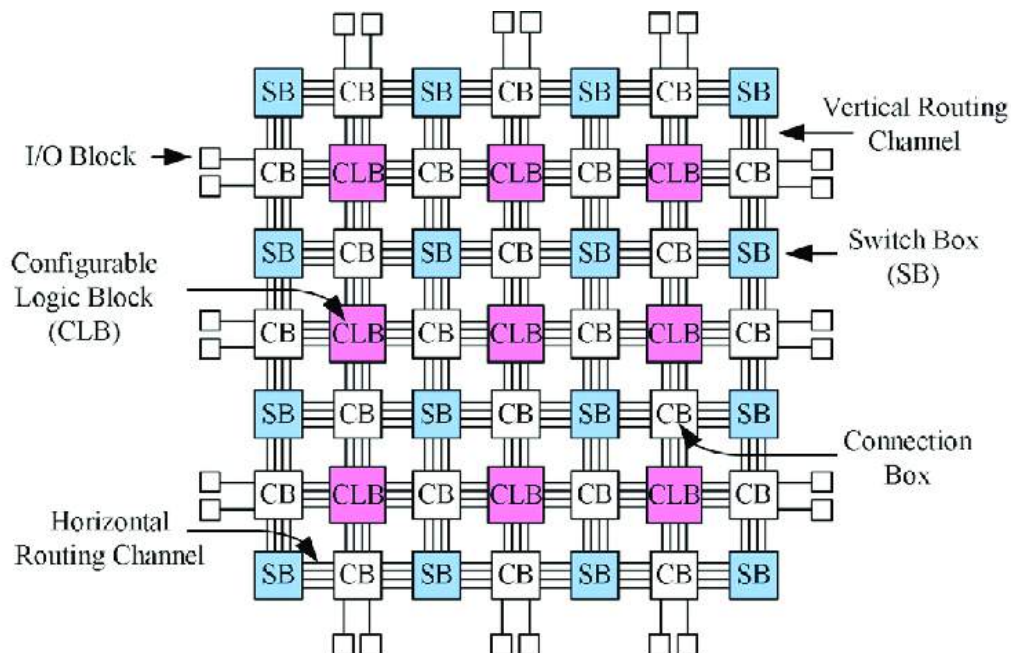 SB CB SB CB SB CB SB
Vertical Routing
Channel
I/O Block
CB CLB CB CLB CB CLB CB
SB CB SB CB SB CB SB
Switch Box
(SB)
Configurable
Logic Block
(CLB)
CB CLB CB CLB CB CLB CB
SB CB SB CB SB CB SB
Connection
Box
CB CLB CB CLB CB CLB CB
Horizontal
Routing Channel
SB CB SB CB SB CB SB